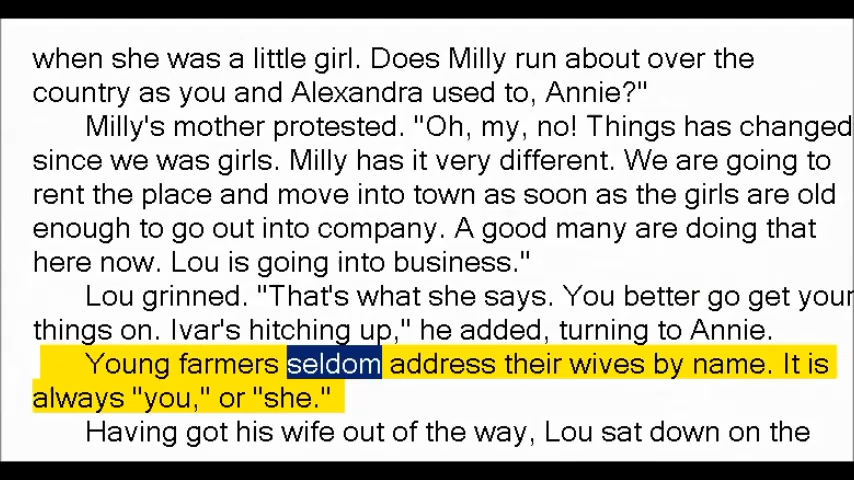 when she was a little girl. Does Milly run about over the
country as you and Alexandra used to, Annie?"
Milly's mother protested. "Oh, my, no! Things has changed
since we was girls. Milly has it very different. We are going to
rent the place and move into town as soon as the girls are old
enough to go out into company. A good many are doing that
here now. Lou is going into business."
Lou grinned. "That's what she says. You better go get your
things on. Ivar's hitching up," he added, turning to Annie.
Young farmers seldom address their wives by name. It is
always "you," or "she."
Having got his wife out of the way, Lou sat down on the